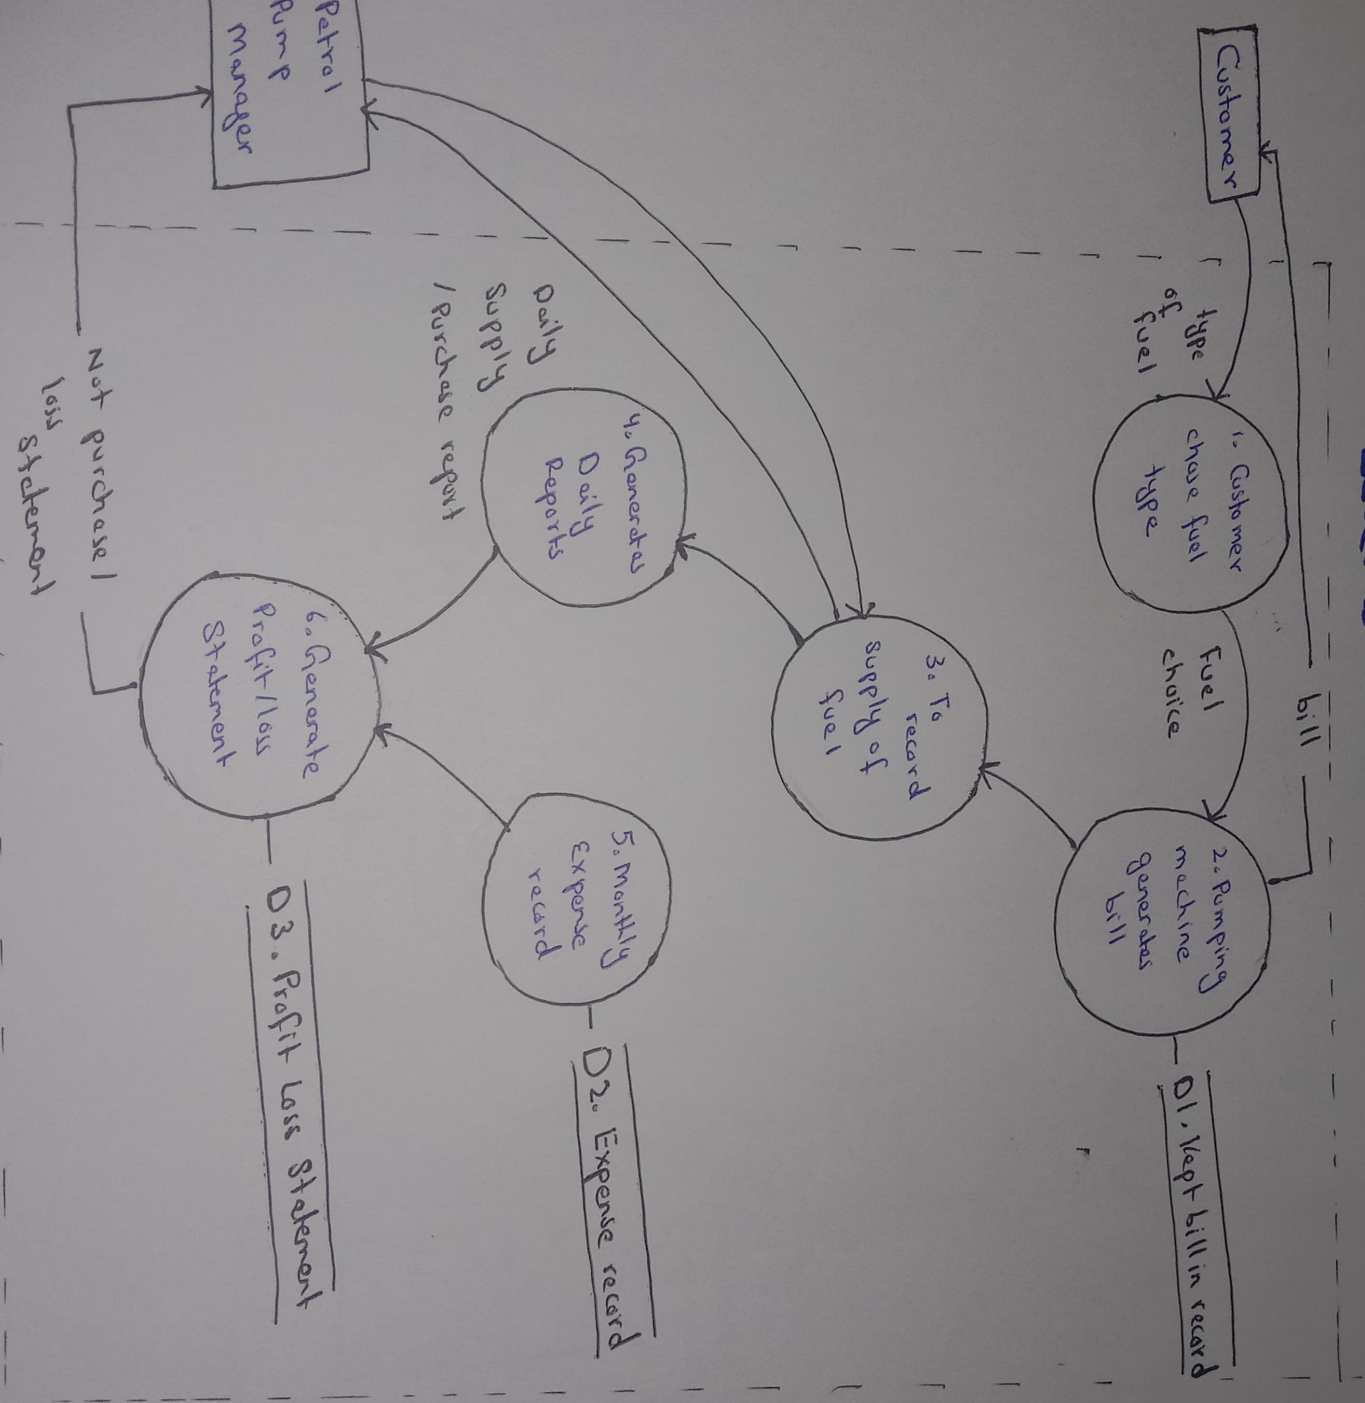 Customer
type
of
fuel
1. Customer
chose fuel
type
Fuel
choice
bill
2. Pumping
machine
generates
bill
D1. Kept bill in record
3. To
record
supply of
fuel
4. Generates
Daily
Reports
Daily
Supply
/Purchase report
5. Monthly
Expense
record
D2. Expense record
Petrol
Pump
Manager
6. Generate
Profit/loss
Statement
D3. Profit Loss Statement
Not purchase/
loss
Statement